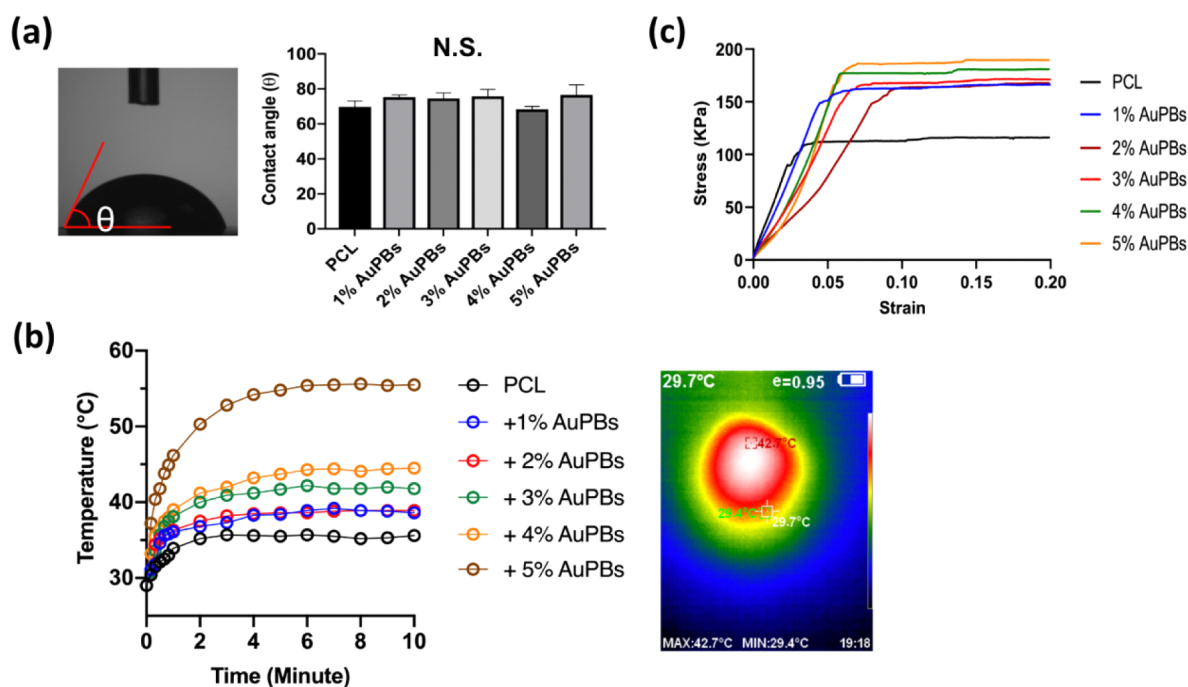 (a)
θ
N.S.
Contact angle (θ)
100
80
60
40
20
0
PCL
1% AuPBs
2% AuPBs
3% AuPBs
4% AuPBs
5% AuPBs
(c)
Stress (KPa)
200
150
100
50
0
0.00
0.05
0.10
0.15
0.20
Strain
PCL
1% AuPBs
2% AuPBs
3% AuPBs
4% AuPBs
5% AuPBs
(b)
Temperature (°C)
60
50
40
30
0
2
4
6
8
10
Time (Minute)
PCL
+1% AuPBs
+ 2% AuPBs
+ 3% AuPBs
+ 4% AuPBs
+ 5% AuPBs
29.7°C e=0.95
42.7°C
29.4°C
29.7°C
MAX:42.7°C MIN:29.4°C 19:18